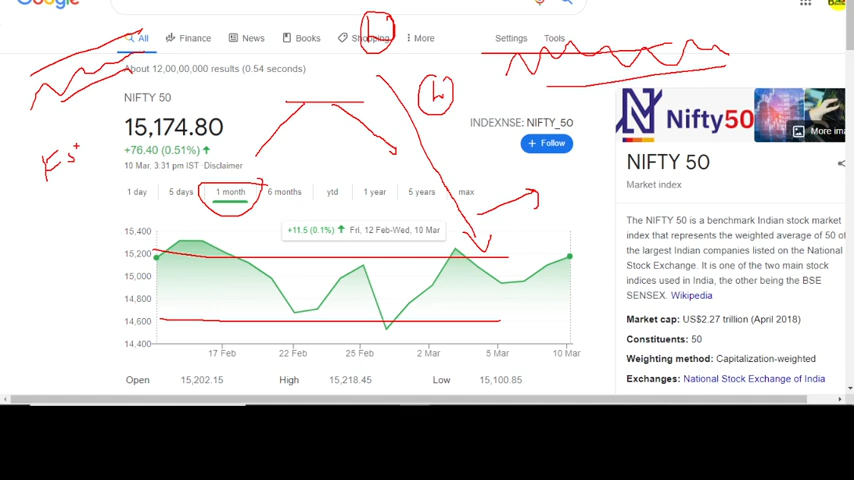 All Finance News Books Shopping More Settings Tools
About 12,00,00,000 results (0.54 seconds)
NIFTY 50
15,174.80
+76.40 (0.51%)
10 Mar, 3:31 pm IST · Disclaimer
INDEXNSE: NIFTY_50
+ Follow
1 day 5 days 1 month 6 months ytd 1 year 5 years max
+11.5 (0.1%) Fri, 12 Feb-Wed, 10 Mar
15,400
15,200
15,000
14,800
14,600
14,400
17 Feb 22 Feb 25 Feb 2 Mar 5 Mar 10 Mar
Open 15,202.15 High 15,218.45 Low 15,100.85
Nifty50
More ima
NIFTY 50
Market index
The NIFTY 50 is a benchmark Indian stock market
index that represents the weighted average of 50 of
the largest Indian companies listed on the National
Stock Exchange. It is one of the two main stock
indices used in India, the other being the BSE
SENSEX. Wikipedia
Market cap: US$2.27 trillion (April 2018)
Constituents: 50
Weighting method: Capitalization-weighted
Exchanges: National Stock Exchange of India